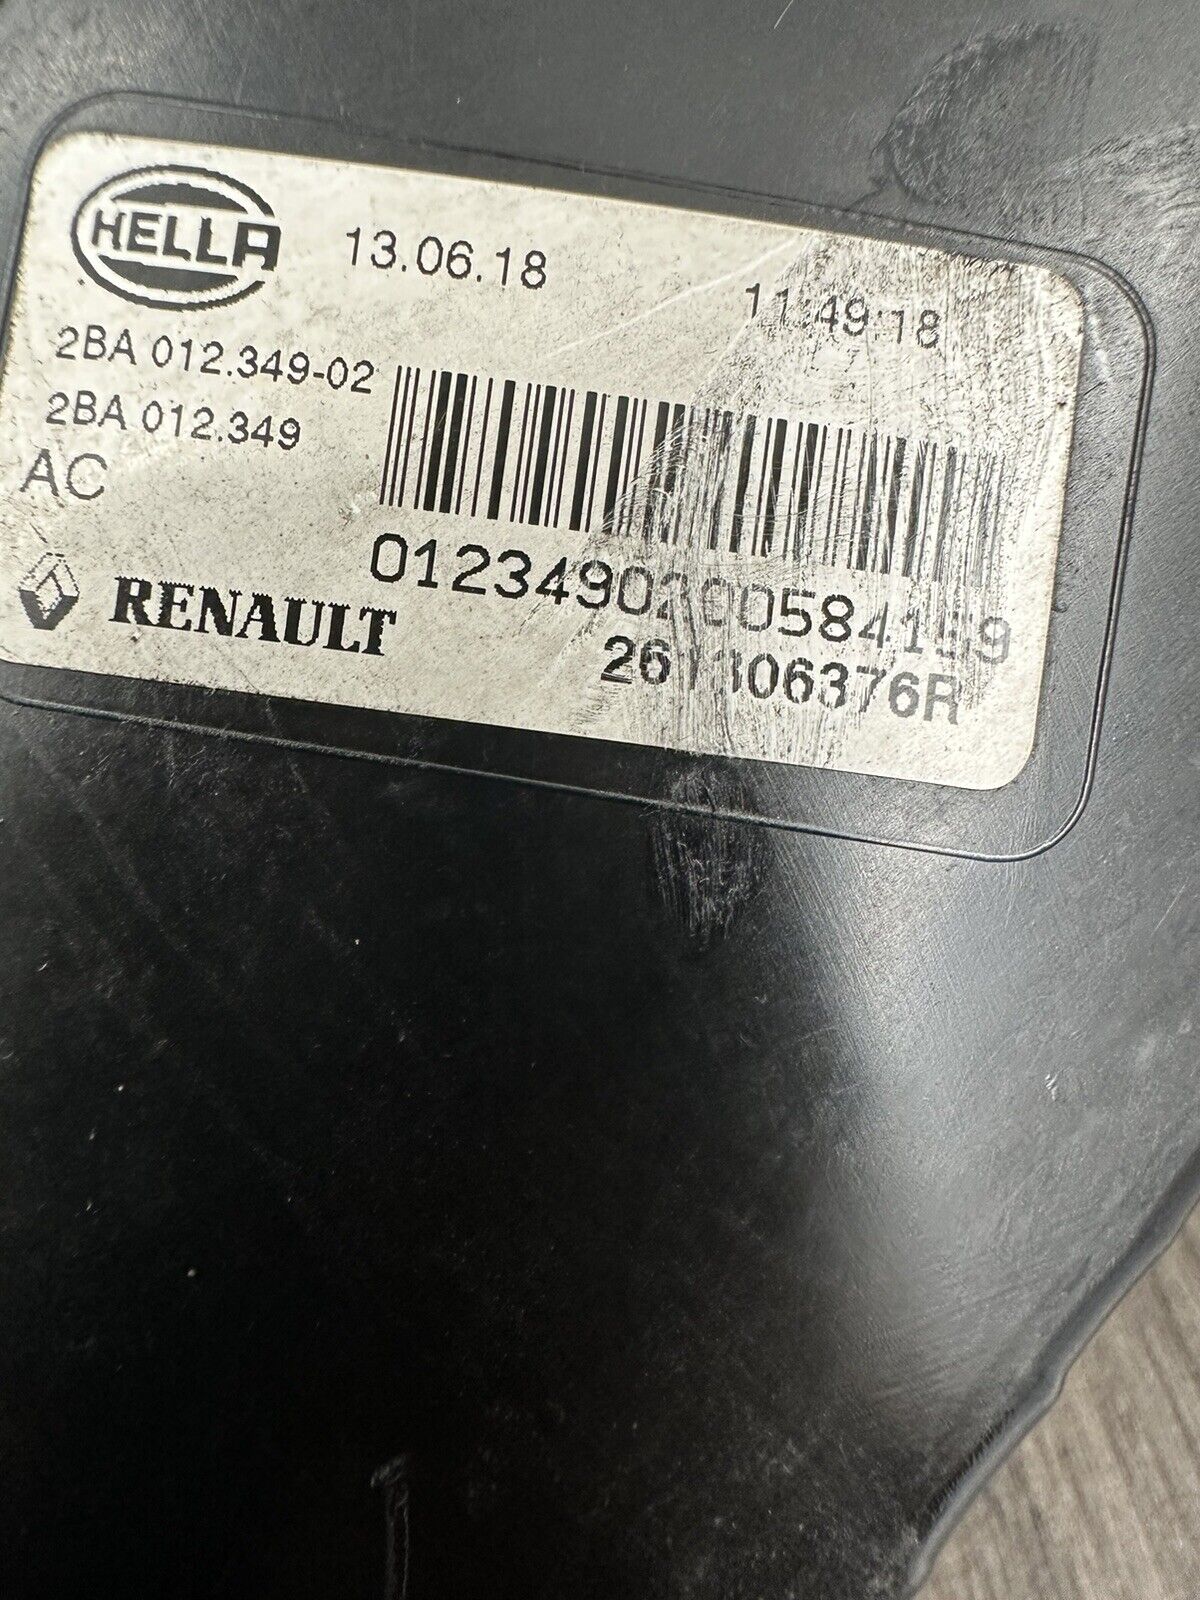 HELLA 13.06.18 11:49:18
2BA 012.349-02
2BA 012.349
AC
RENAULT